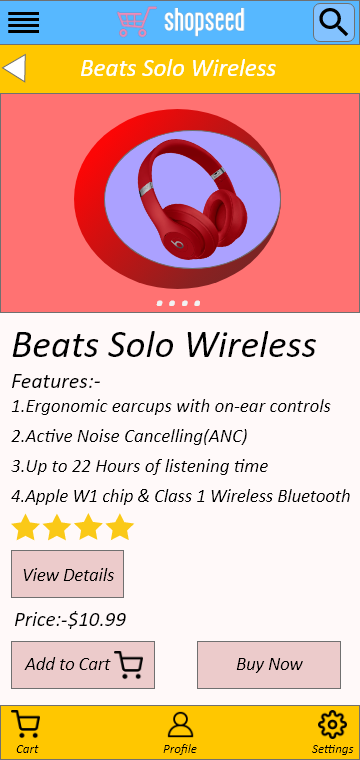 shopseed
Beats Solo Wireless
Beats Solo Wireless
Features:-
1.Ergonomic earcups with on-ear controls
2.Active Noise Cancelling(ANC)
3.Up to 22 Hours of listening time
4.Apple W1 chip & Class 1 Wireless Bluetooth
View Details
Price:-$10.99
Add to Cart
Buy Now
Cart
Profile
Settings